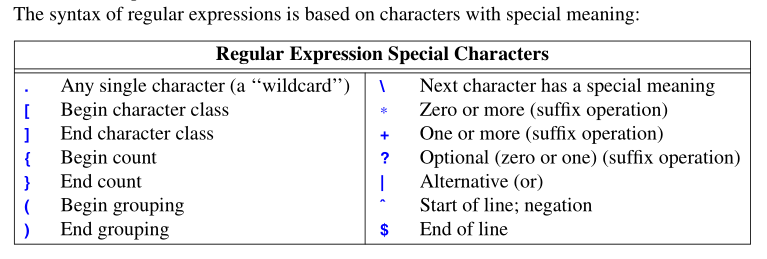 The syntax of regular expressions is based on characters with special meaning:
Regular Expression Special Characters
. Any single character (a ‘‘wildcard’’) \ Next character has a special meaning
[ Begin character class * Zero or more (suffix operation)
] End character class + One or more (suffix operation)
{ Begin count ? Optional (zero or one) (suffix operation)
} End count | Alternative (or)
( Begin grouping ˆ Start of line; negation
) End grouping $ End of line